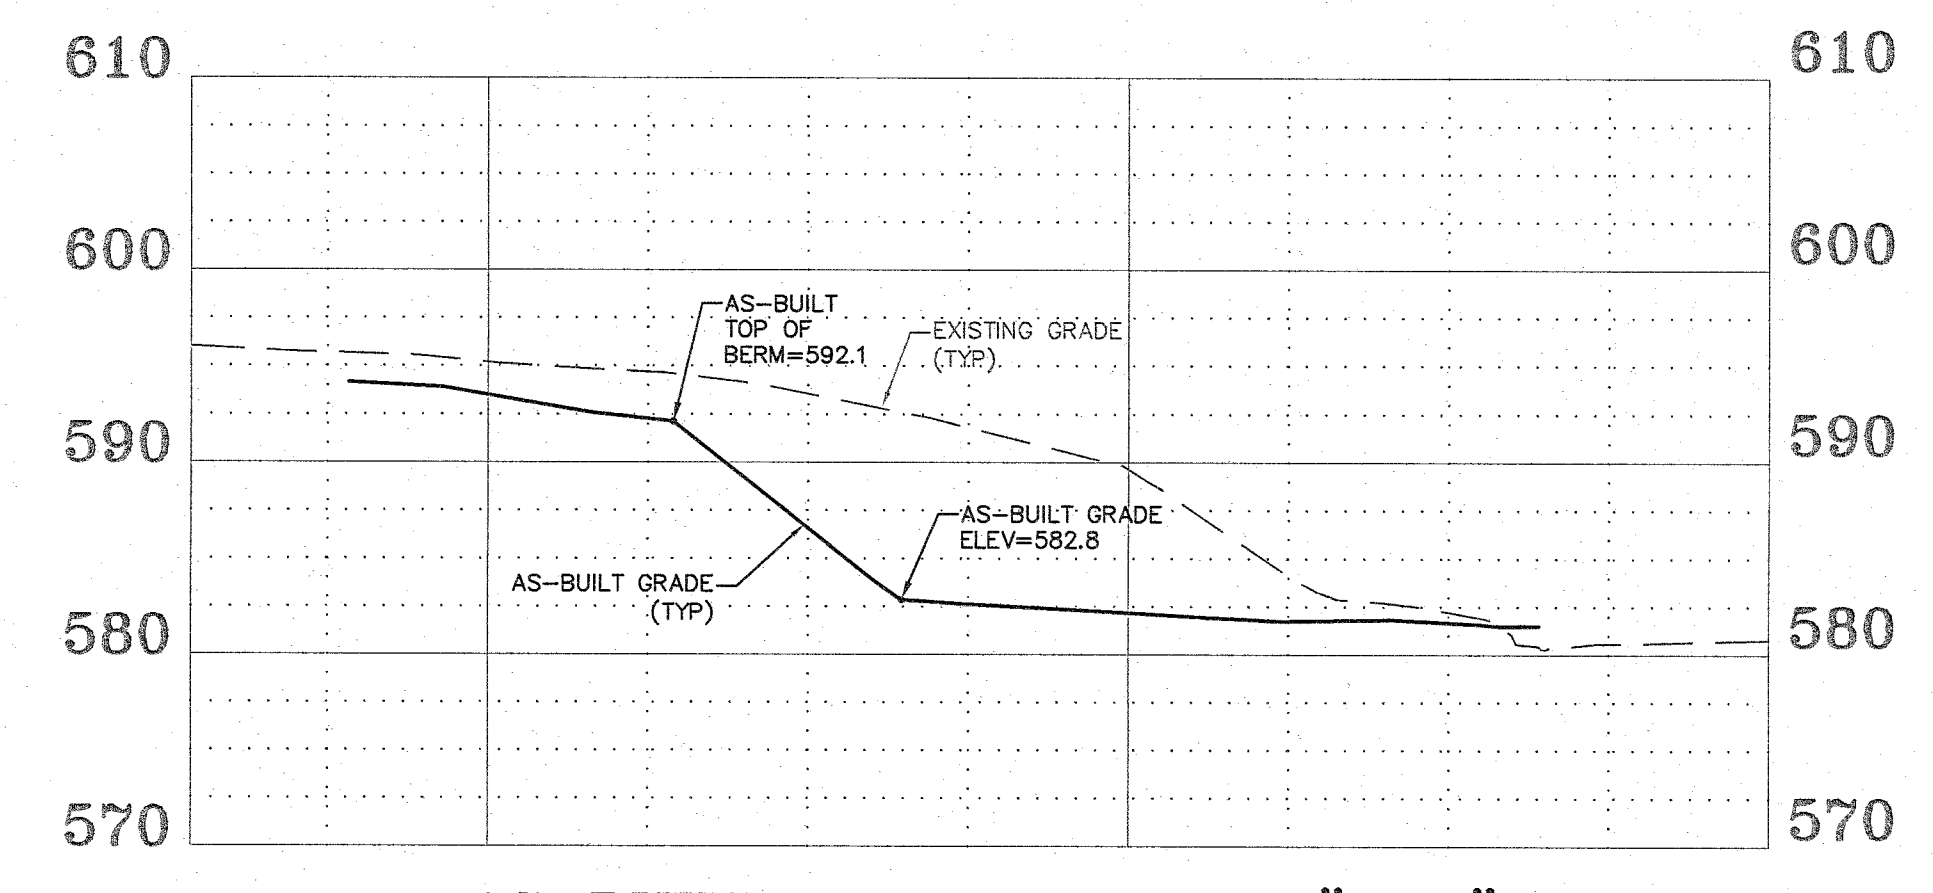 610
610
600
600
AS-BUILT
TOP OF
BERM=592.1
EXISTING GRADE
(TYP)
590
590
AS-BUILT GRADE
ELEV=582.8
AS-BUILT GRADE
(TYP)
580
580
570
570